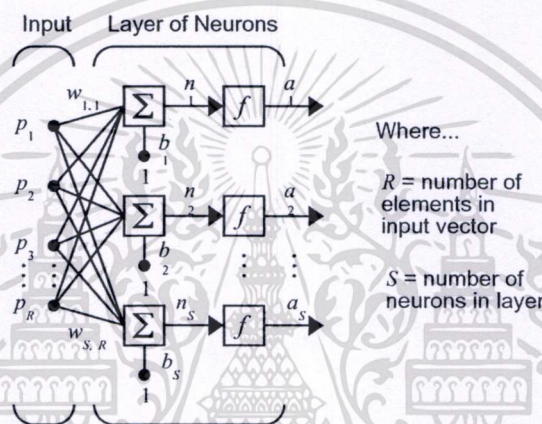 Input Layer of Neurons
w1,1 n1 a1
Σ f
p1
b1
1
Where...
p2
n2 a2
Σ f
R = number of
elements in
input vector
p3
b2
1
S = number of
neurons in layer
pR
nS aS
Σ f
wS, R
bS
1